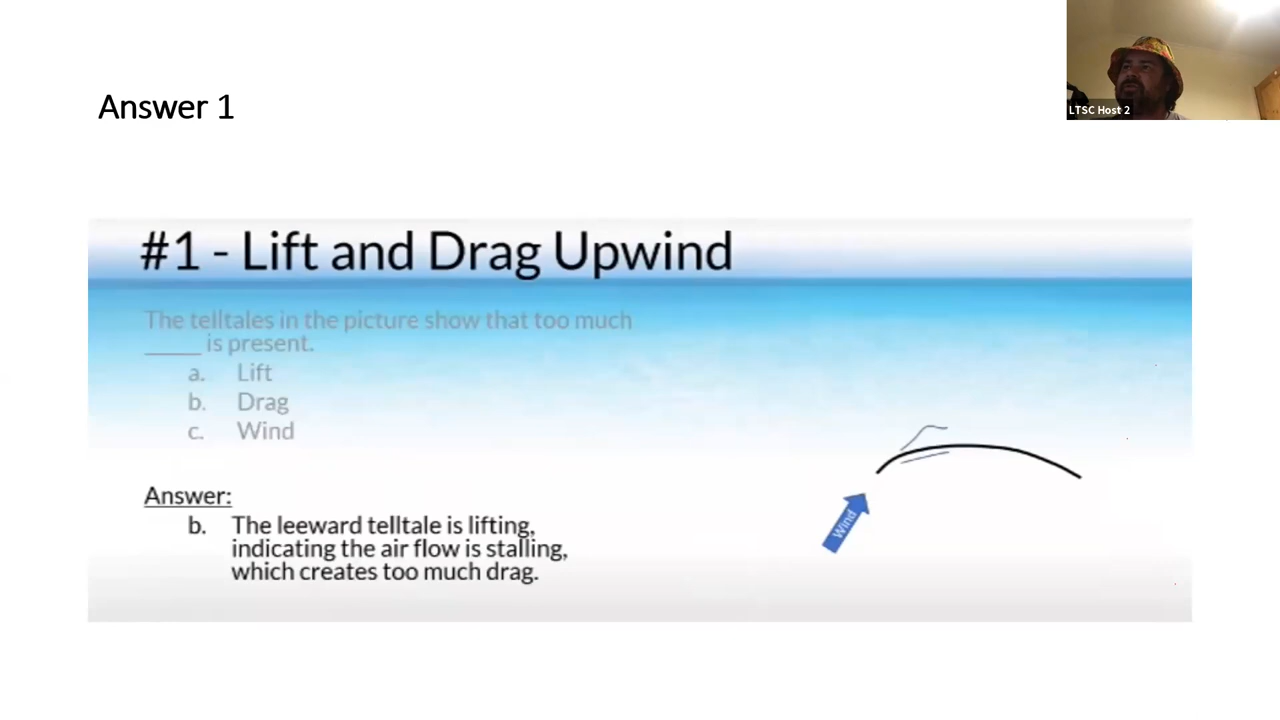 LTSC Host 2
Answer 1
#1 - Lift and Drag Upwind
The telltales in the picture show that too much
_____ is present.
a. Lift
b. Drag
c. Wind
Answer:
b. The leeward telltale is lifting,
indicating the air flow is stalling,
which creates too much drag.
Wind